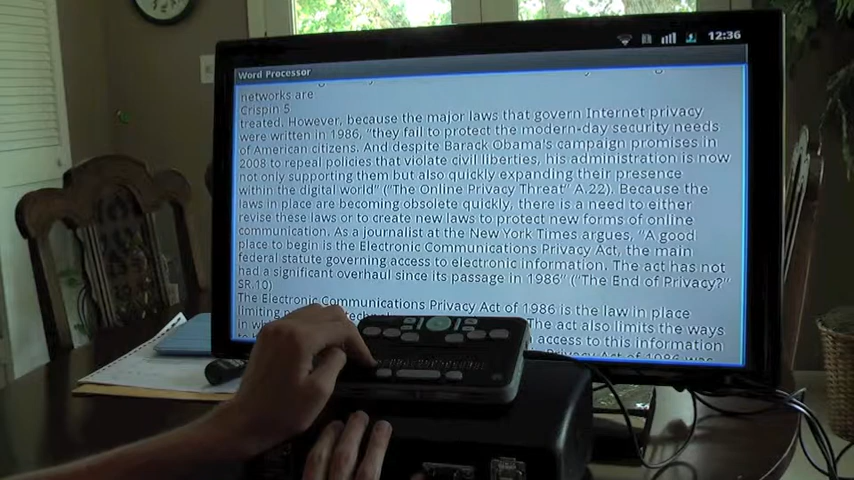 12:36
Word Processor
networks are
Crispin 5
treated. However, because the major laws that govern Internet privacy
were written in 1986, "they fail to protect the modern-day security needs
of American citizens. And despite Barack Obama's campaign promises in
2008 to repeal policies that violate civil liberties, his administration is now
not only supporting them but also quickly expanding their presence
within the digital world" ("The Online Privacy Threat" A.22). Because the
laws in place are becoming obsolete quickly, there is a need to either
revise these laws or to create new laws to protect new forms of online
communication. As a journalist at the New York Times argues, "A good
place to begin is the Electronic Communications Privacy Act, the main
federal statute governing access to electronic information. The act has not
had a significant overhaul since its passage in 1986" ("The End of Privacy?"
SR.10)
The Electronic Communications Privacy Act of 1986 is the law in place
limiting The act also limits the ways
access to this information
Privacy Act of 1986 was